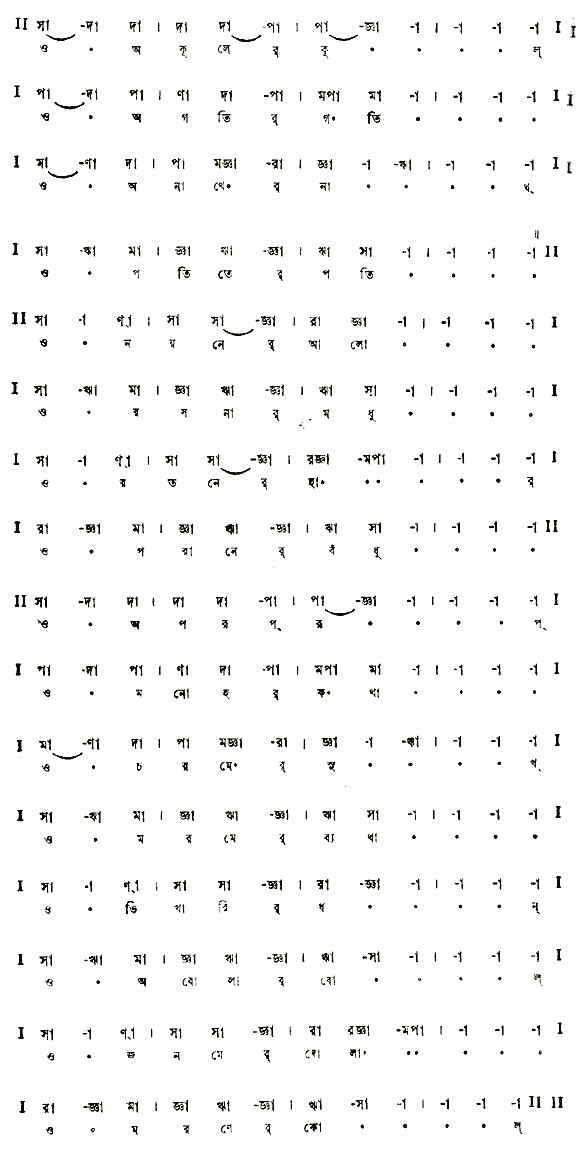 II সা -দা দা । দা দা -পা । পা -জ্ঞা -া । -া -া -া I I
ও • অ কূ লে র্ কূ • • • • ল্
I পা -দা পা । ণা দা -পা । মপা মা -া । -া -া -া I I
ও • অ গ তি র্ গ• তি • • • •
I মা -ণা দা । পা মজ্ঞা -রা । জ্ঞা -া -ঋা । -া -া -া I I
ও • অ না থে• র্ না • • • • থ্
I সা -ঋা মা । জ্ঞা ঋা -জ্ঞা । ঋা সা -া । -া -া -া II
ও • প তি তে র্ প তি • • • •
II সা -া ণ্ া । সা সা -জ্ঞা । রা জ্ঞা -া । -া -া -া I
ও • ন য় নে র্ আ লো • • • •
I সা -ঋা মা । জ্ঞা ঋা -জ্ঞা । ঋা সা -া । -া -া -া I
ও • র স না র্ ম ধু • • • •
I সা -া ণ্ া । সা সা -জ্ঞা । রজ্ঞা -মপা -া । -া -া -া I
ও • র ত নে র্ হা• •• • • • র্
I রা -জ্ঞা মা । জ্ঞা ঋা -জ্ঞা । ঋা সা -া । -া -া -া II
ও • প রা নে র্ বঁ ধু • • • •
II সা -দা দা । দা দা -পা । পা -জ্ঞা -া । -া -া -া I
ও • অ প র প্ র • • • • প্
I পা -দা পা । ণা দা -পা । মপা মা -া । -া -া -া I
ও • ম নো হ র্ ক• থা • • • •
I মা -ণা দা । পা মজ্ঞা -রা । জ্ঞা -া -ঋা । -া -া -া I
ও • চ র মে• র্ সু • • • • খ্
I সা -ঋা মা । জ্ঞা ঋা -জ্ঞা । ঋা সা -া । -া -া -া I
ও • ম র মে র্ ব্য থা • • • •
I সা -া ণ্ া । সা সা -জ্ঞা । রা -জ্ঞা -া । -া -া -া I
ও • ভি খা রি র্ ধ • • • • ন্
I সা -ঋা মা । জ্ঞা ঋা -জ্ঞা । ঋা -সা -া । -া -া -া I
ও • অ বো লা র্ বো • • • • ল্
I সা -া ণ্ া । সা সা -জ্ঞা । রা রজ্ঞা -মপা । -া -া -া I
ও • জ ন মে র্ দো লা• •• • • •
I রা -জ্ঞা মা । জ্ঞা ঋা -জ্ঞা । ঋা -সা -া । -া -া -া II II
ও • ম র ণে র্ কো • • • • ল্